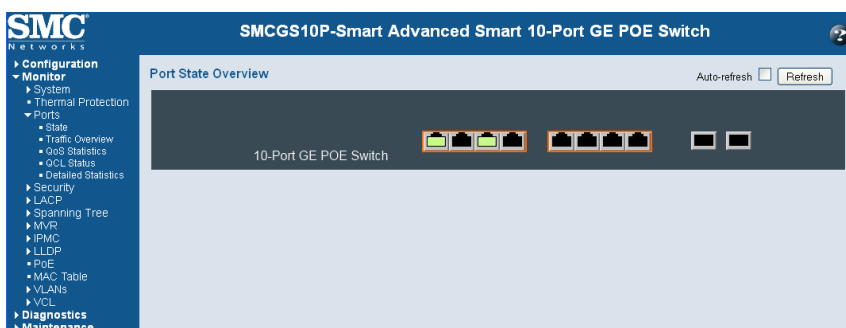 SMC®
Networks
SMCGS10P-Smart Advanced Smart 10-Port GE POE Switch
?
Configuration
Monitor
System
Thermal Protection
Ports
State
Traffic Overview
QoS Statistics
QCL Status
Detailed Statistics
Security
LACP
Spanning Tree
MVR
IPMC
LLDP
PoE
MAC Table
VLANs
VCL
Diagnostics
Maintenance
Port State Overview
Auto-refresh Refresh
10-Port GE POE Switch